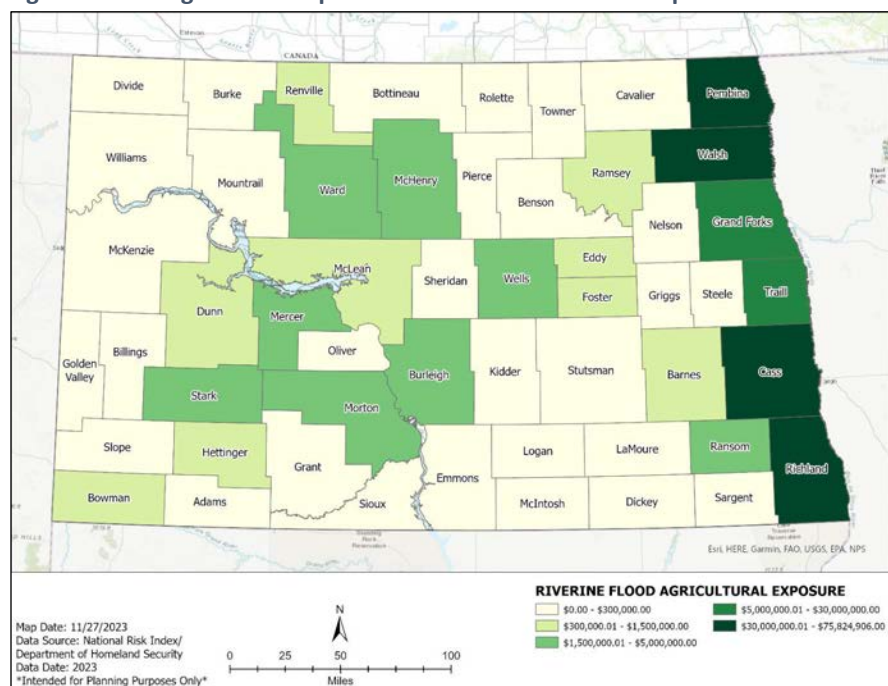 CANADA
Divide
Burke
Renville
Bottineau
Rolette
Towner
Cavalier
Pembina
Williams
Mountrail
Ward
McHenry
Pierce
Benson
Ramsey
Walsh
Nelson
Grand Forks
McKenzie
McLean
Sheridan
Wells
Eddy
Foster
Griggs
Steele
Traill
Dunn
Mercer
Oliver
Golden
Valley
Billings
Burleigh
Kidder
Stutsman
Barnes
Cass
Stark
Morton
Slope
Hettinger
Grant
Logan
LaMoure
Ransom
Richland
Bowman
Adams
Sioux
Emmons
McIntosh
Dickey
Sargent
Esri, HERE, Garmin, FAO, USGS, EPA, NPS
RIVERINE FLOOD AGRICULTURAL EXPOSURE
$0.00 - $300,000.00
$5,000,000.01 - $30,000,000.00
$300,000.01 - $1,500,000.00
$30,000,000.01 - $75,824,906.00
$1,500,000.01 - $5,000,000.00
Map Date: 11/27/2023
Data Source: National Risk Index/
Department of Homeland Security
Data Date: 2023
*Intended for Planning Purposes Only*
N
0 25 50 100
Miles